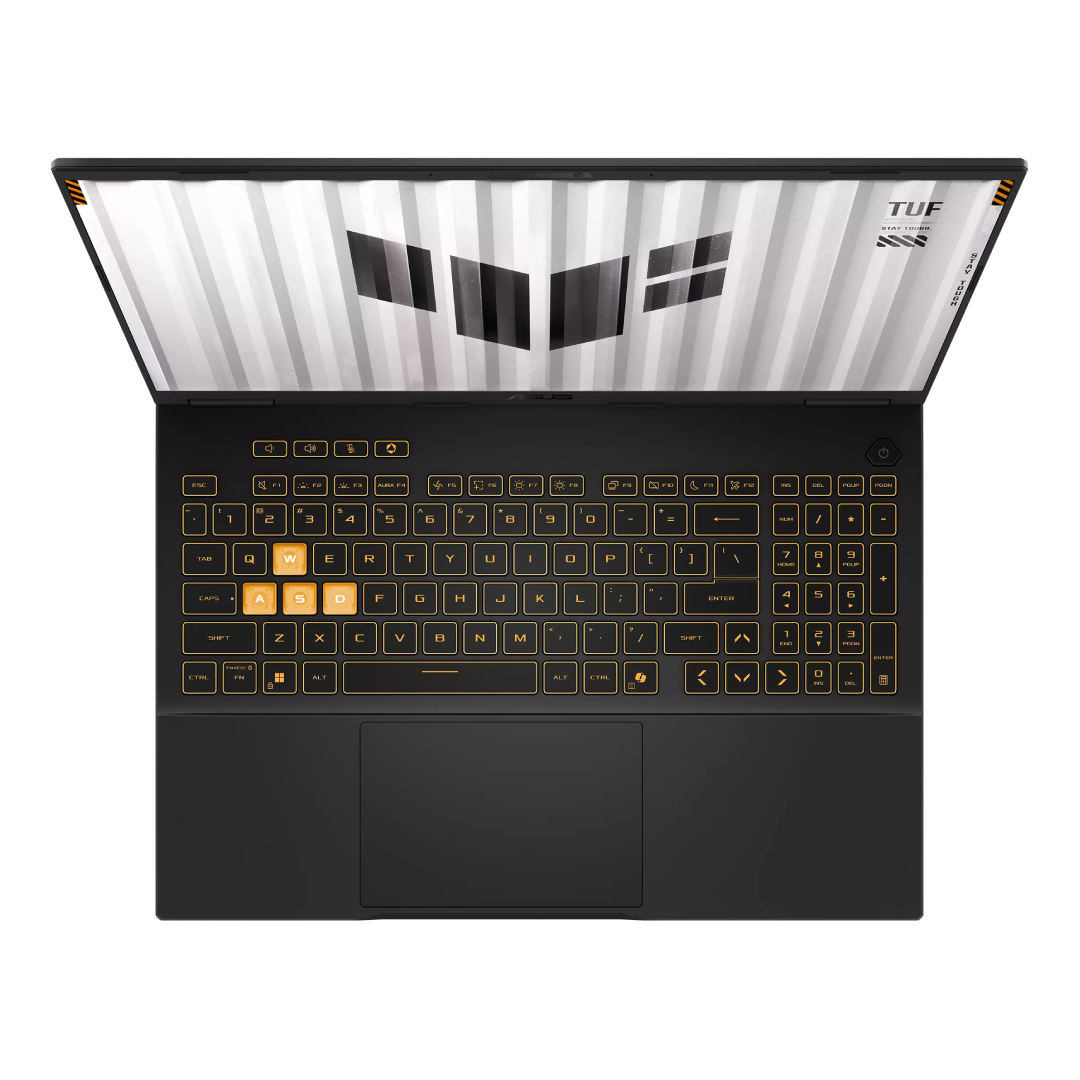 TUF
STAY TOUGH.
STAY TOUGH
ASUS
ESC F1 F2 F3 AURA F4 F5 F6 F7 F8 F9 F10 F11 F12 INS DEL PGUP PGDN
~ ` ! 1 @ 2 # 3 $ 4 % 5 ^ 6 & 7 * 8 ( 9 ) 0 _ - + = NUM / * -
TAB Q W E R T Y U I O P { [ } ] | \ 7 HOME 8 9 PGUP +
CAPS A S D F G H J K L : ; " ' ENTER 4 5 6
SHIFT Z X C V B N M < , > . ? / SHIFT 1 END 2 3 PGDN ENTER
CTRL FN+ESC FN ALT ALT CTRL 0 INS . DEL